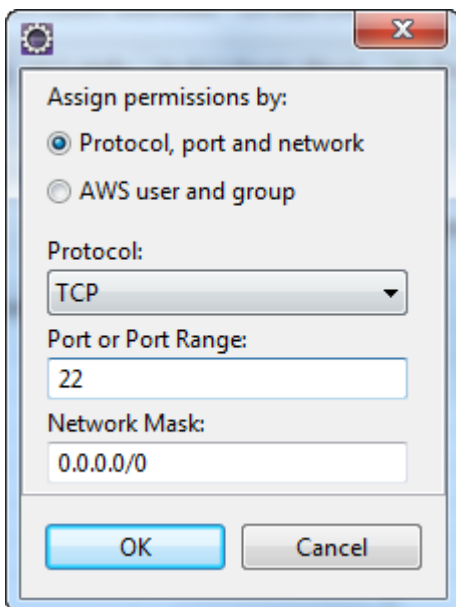 Assign permissions by:
Protocol, port and network
AWS user and group
Protocol:
TCP
Port or Port Range:
22
Network Mask:
0.0.0.0/0
OK Cancel